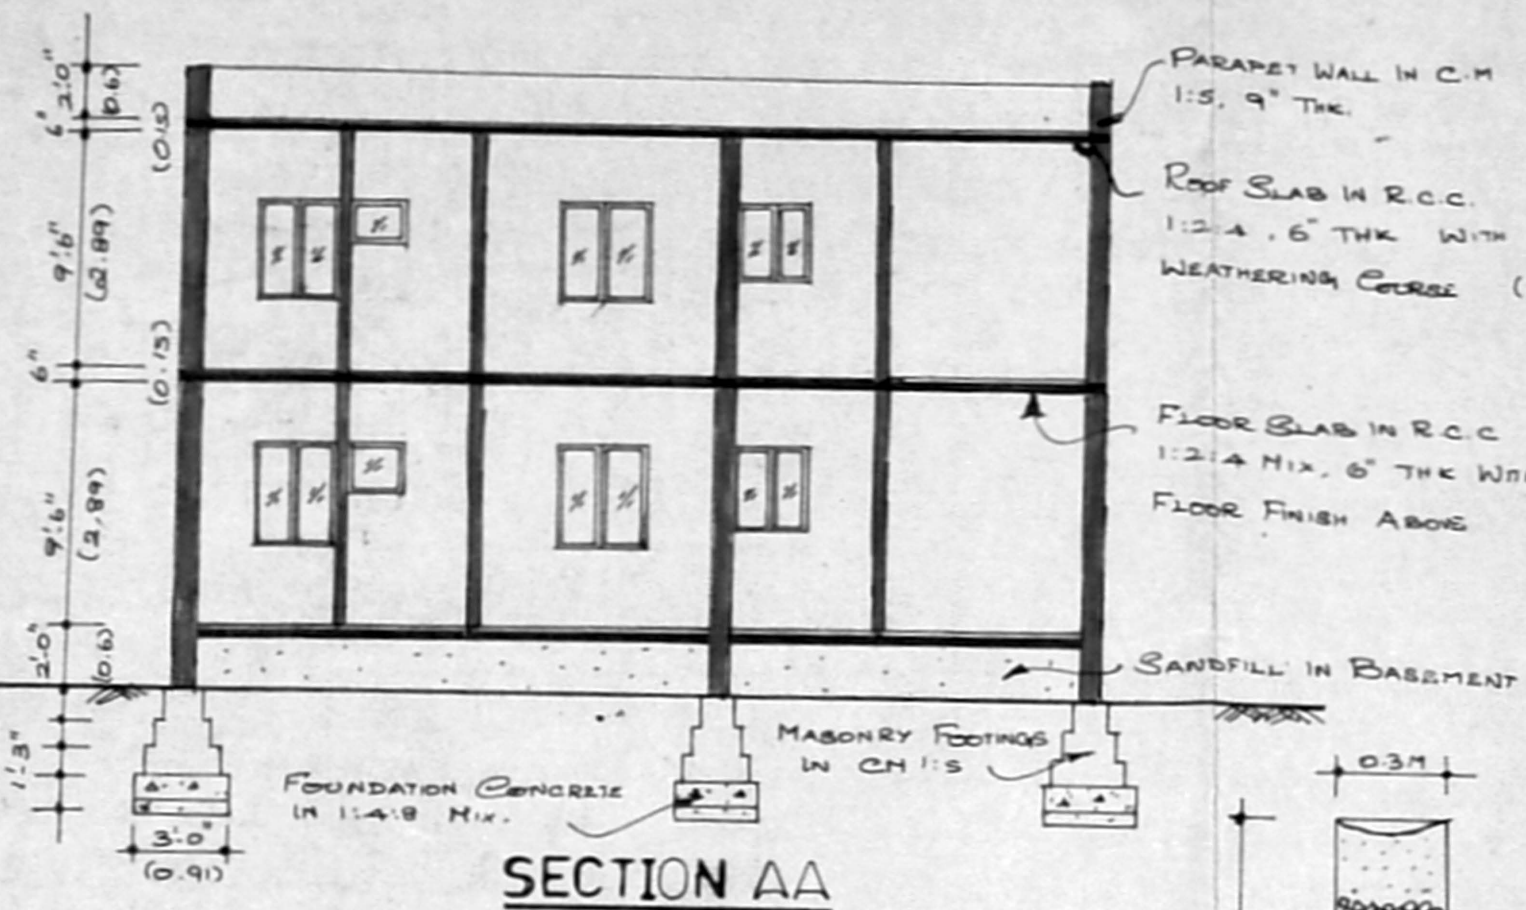 2'-0"
(0.6)
6"
(0.15)
9'-6"
(2.89)
6"
(0.15)
9'-6"
(2.89)
2'-0"
(0.6)
1'-3"
3'-0"
(0.91)
PARAPET WALL IN C.M
1:5, 9" THK.
ROOF SLAB IN R.C.C.
1:2:4, 6" THK WITH
WEATHERING COURSE (
FLOOR SLAB IN R.C.C
1:2:4 MIX, 6" THK WITH
FLOOR FINISH ABOVE
SANDFILL IN BASEMENT
MASONRY FOOTINGS
IN CM 1:5
FOUNDATION CONCRETE
IN 1:4:8 MIX.
0.3M
SECTION AA